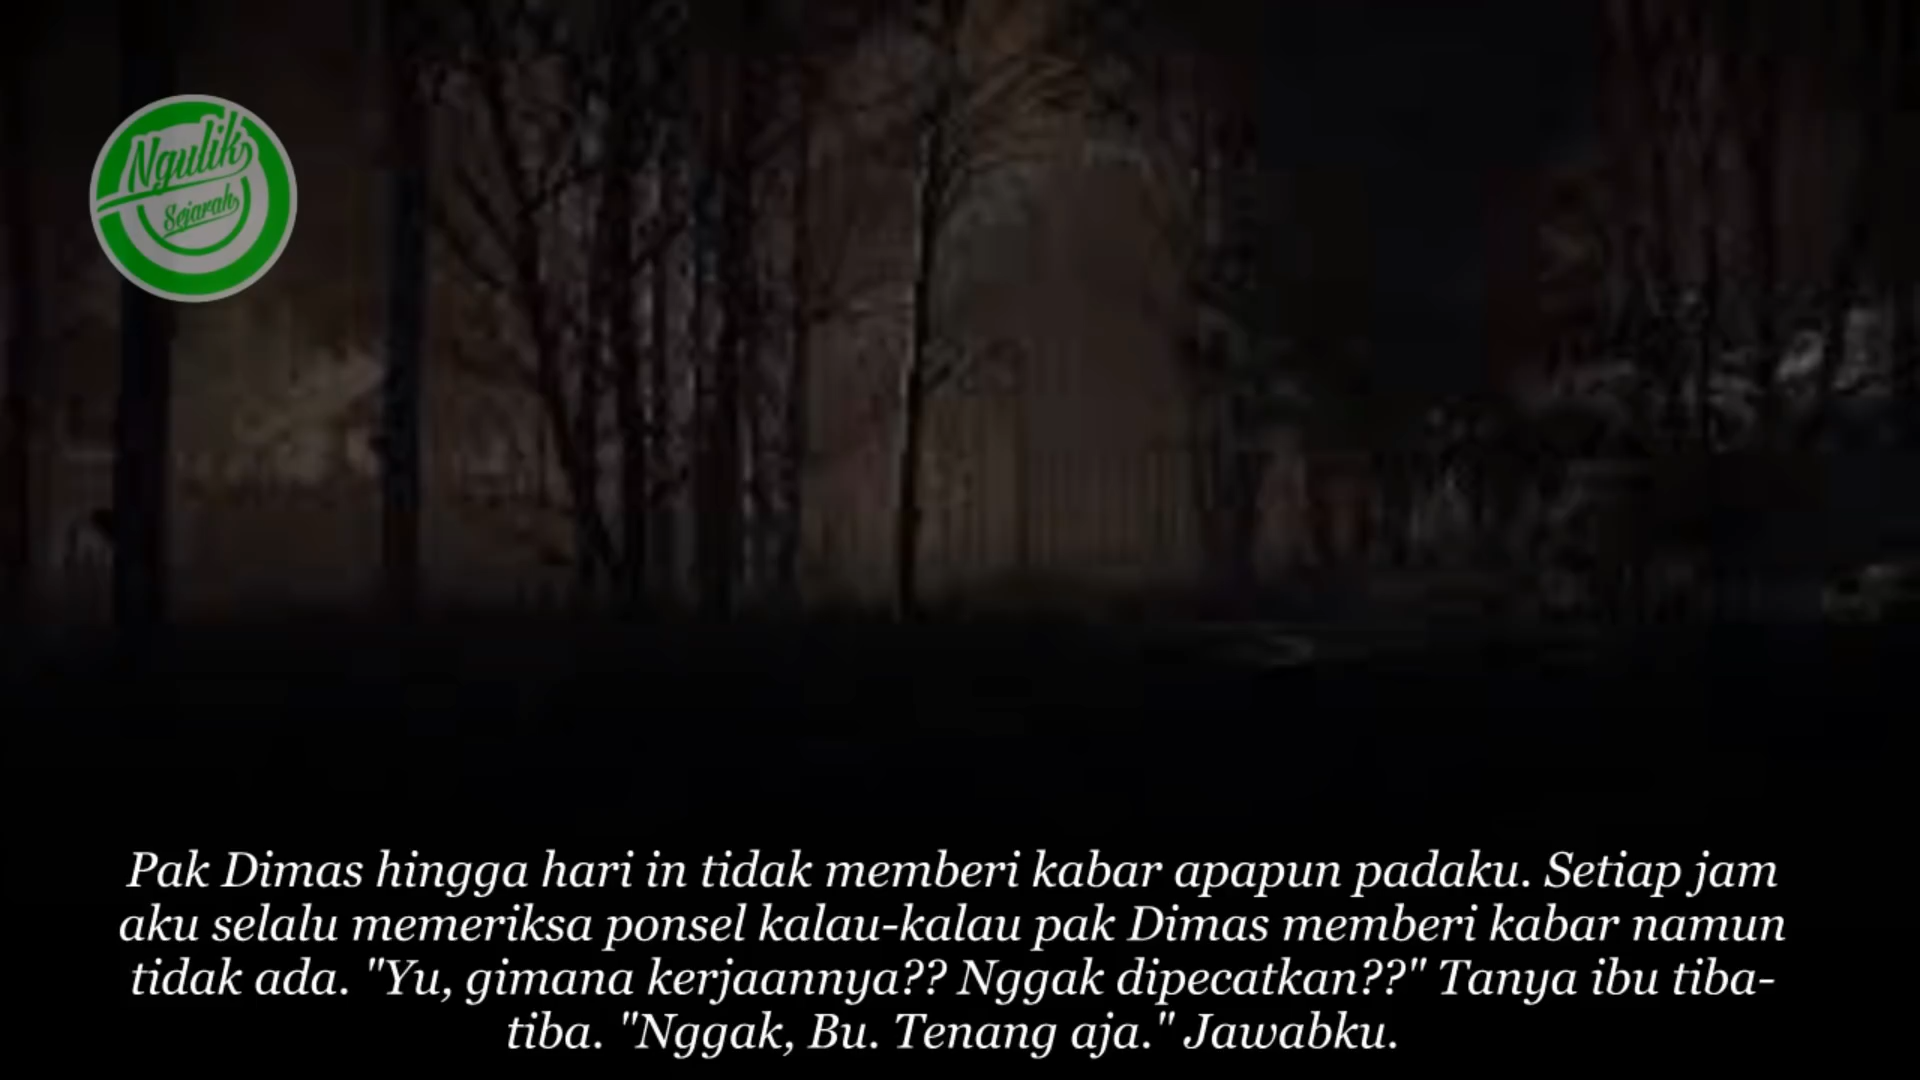 Ngulik
Sejarah
Pak Dimas hingga hari in tidak memberi kabar apapun padaku. Setiap jam
aku selalu memeriksa ponsel kalau-kalau pak Dimas memberi kabar namun
tidak ada. "Yu, gimana kerjaannya?? Nggak dipecatkan??" Tanya ibu tiba-
tiba. "Nggak, Bu. Tenang aja." Jawabku.